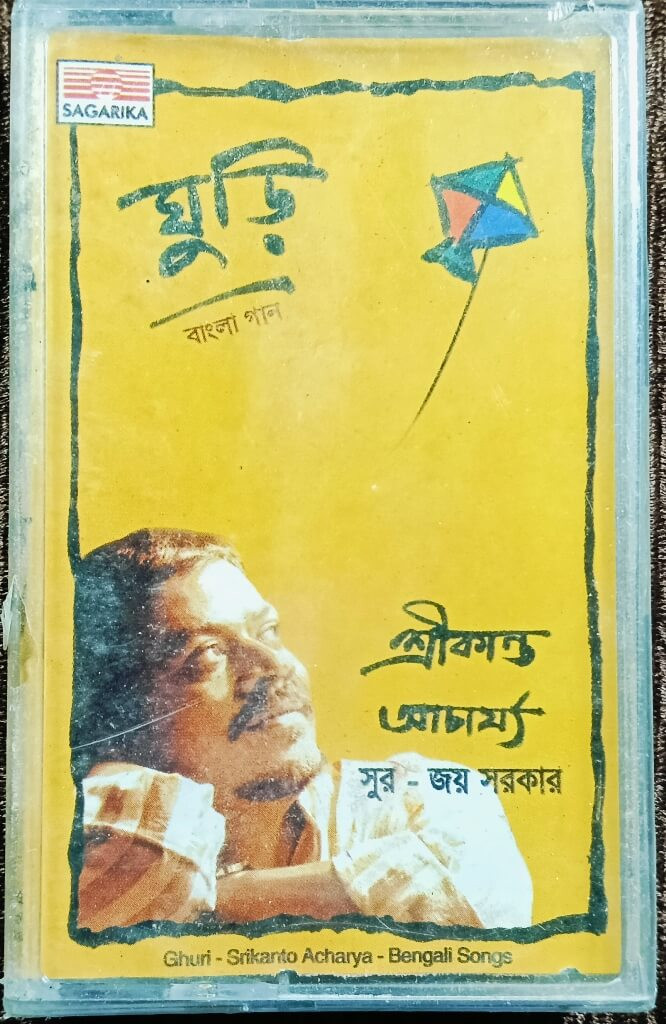 SAGARIKA
ঘুড়ি
বাংলা গান
শ্রীকান্ত
আচার্য্য
সুর - জয় সরকার
Ghuri - Srikanto Acharya - Bengali Songs